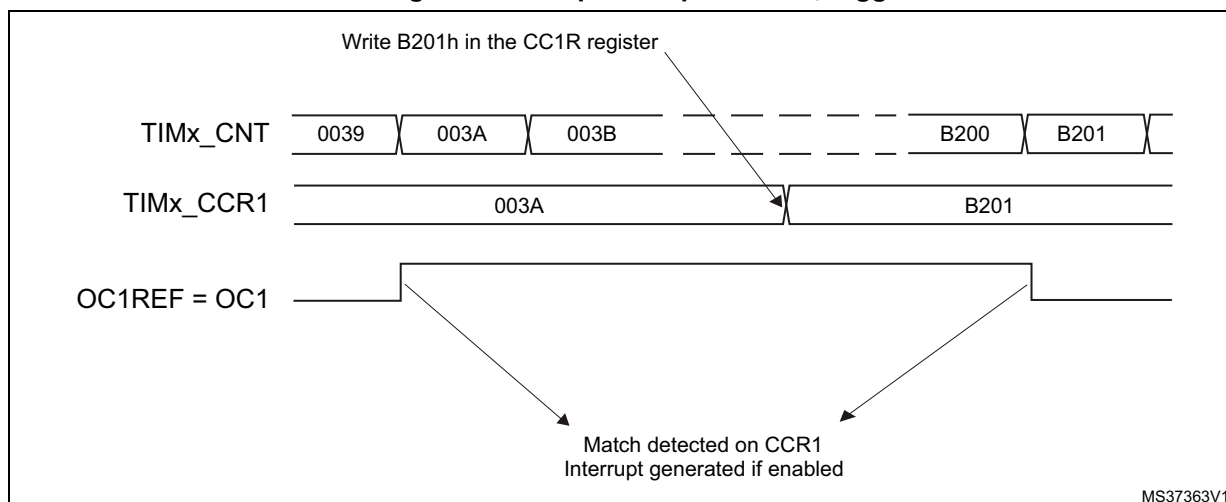 Write B201h in the CC1R register
TIMx_CNT 0039 003A 003B B200 B201
TIMx_CCR1 003A B201
OC1REF = OC1
Match detected on CCR1
Interrupt generated if enabled
MS37363V1